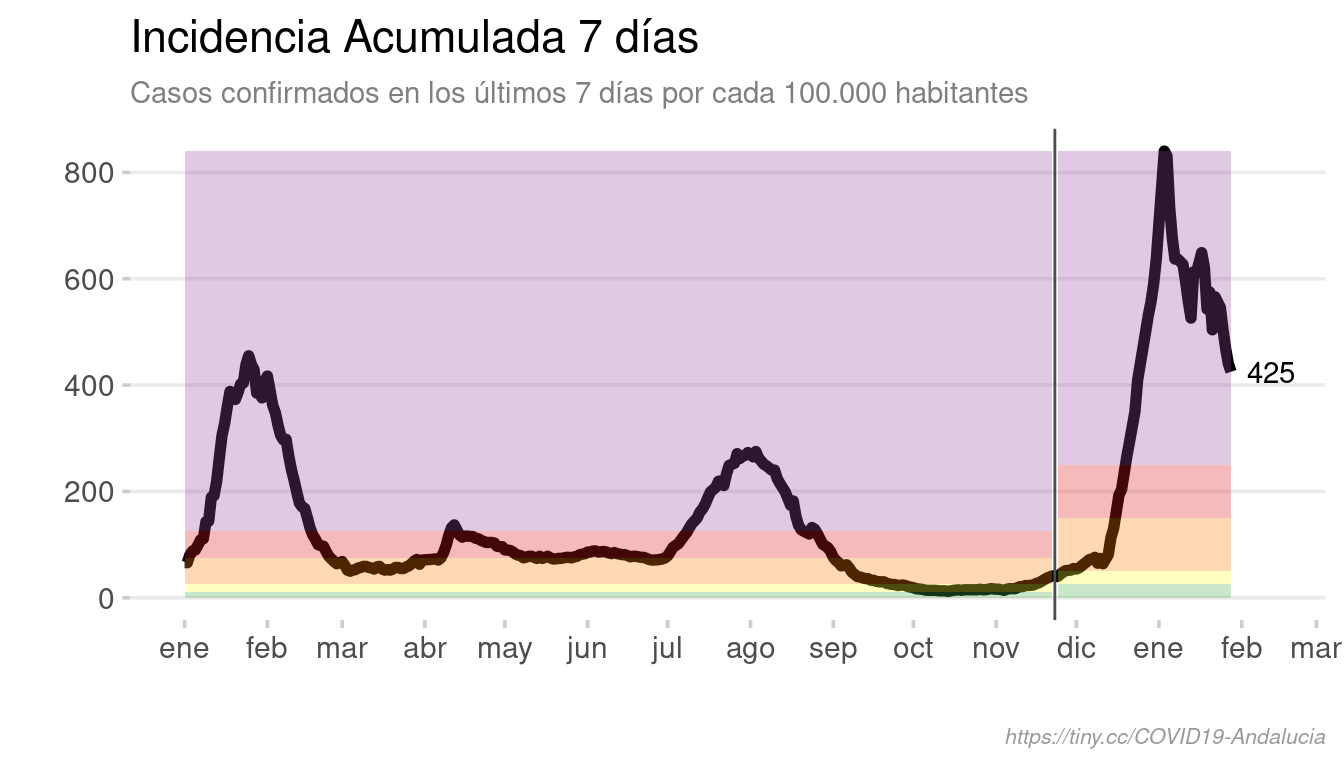 Incidencia Acumulada 7 días
Casos confirmados en los últimos 7 días por cada 100.000 habitantes
800
600
400
200
0
425
ene feb mar abr may jun jul ago sep oct nov dic ene feb mar
https://tiny.cc/COVID19-Andalucia